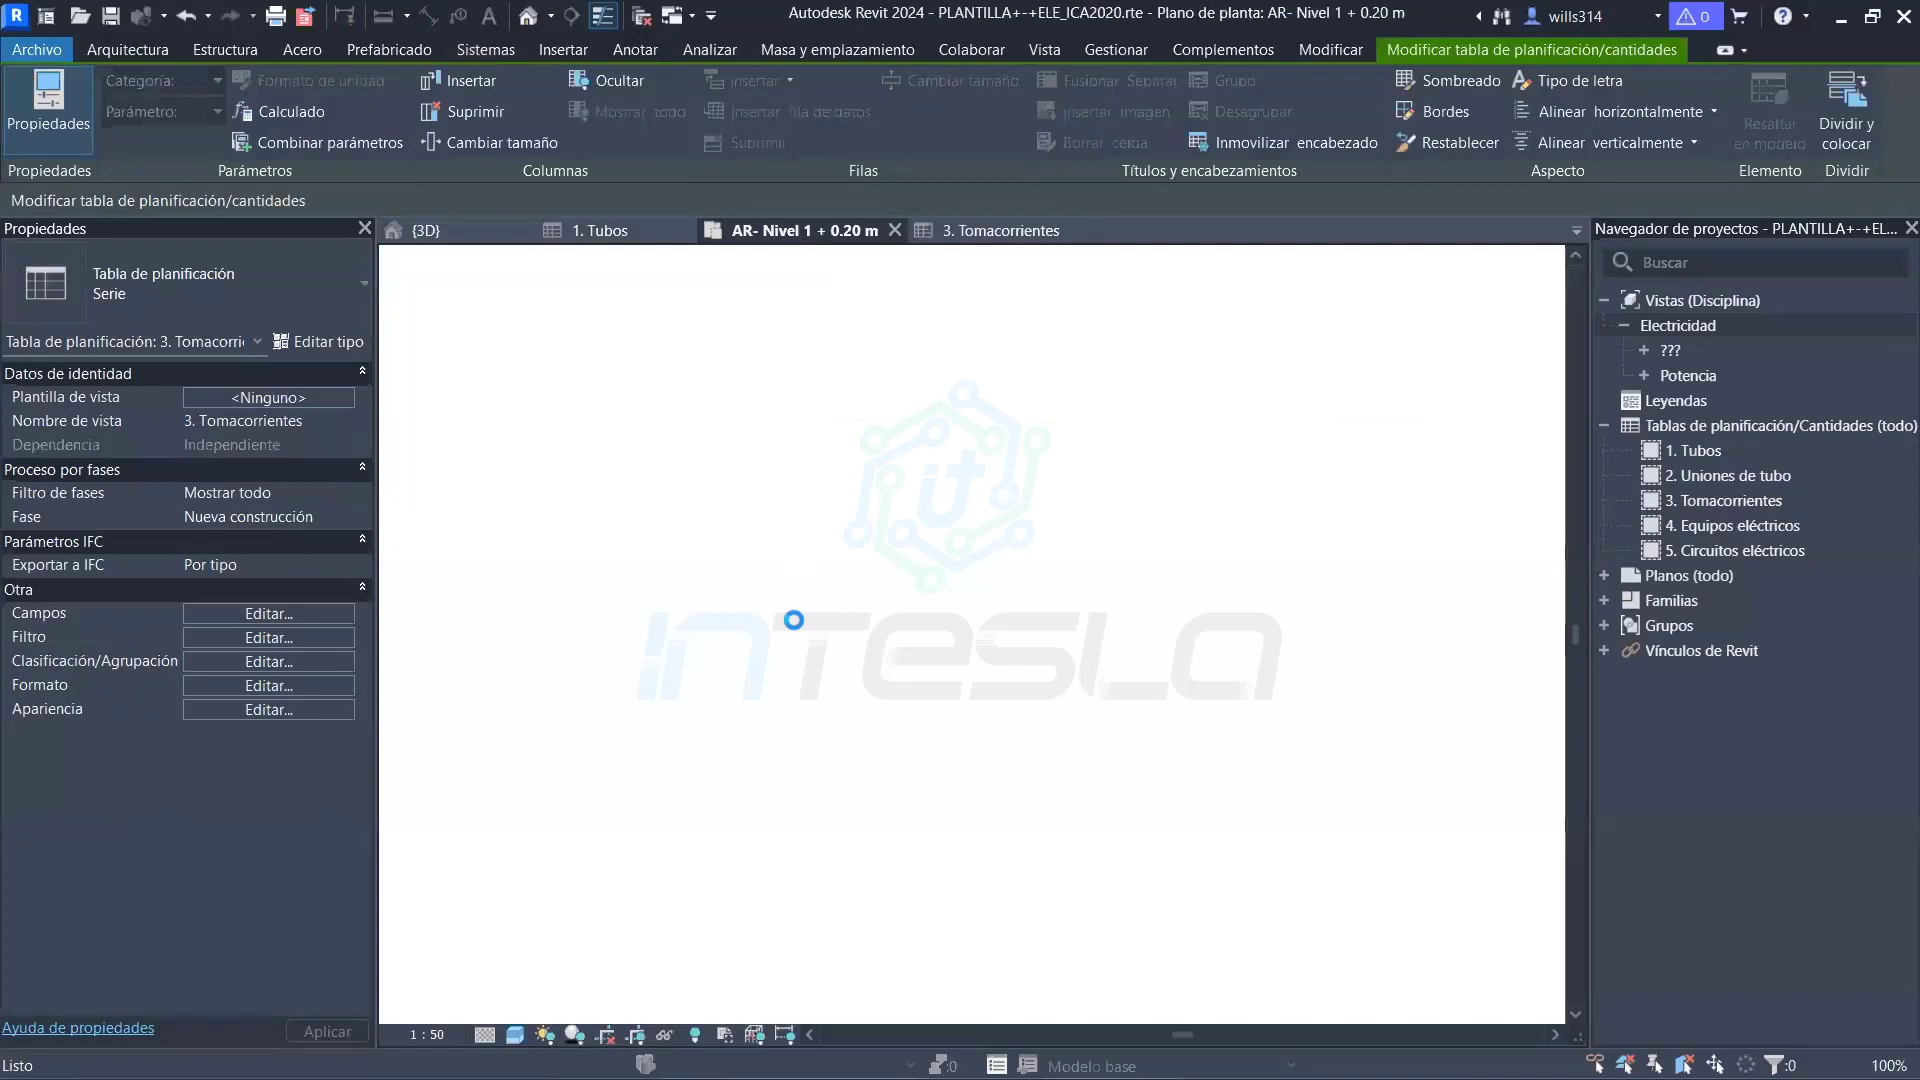 Autodesk Revit 2024 - PLANTILLA+-+ELE_ICA2020.rte - Plano de planta: AR- Nivel 1 + 0.20 m
wills314
0
Archivo Arquitectura Estructura Acero Prefabricado Sistemas Insertar Anotar Analizar Masa y emplazamiento Colaborar Vista Gestionar Complementos Modificar Modificar tabla de planificación/cantidades
Categoría: Formato de unidad Insertar Ocultar Insertar Cambiar tamaño Fusionar Separar Grupo Sombreado Tipo de letra
Propiedades Parámetro: Calculado Suprimir Mostrar todo Insertar fila de datos Insertar imagen Desagrupar Bordes Alinear horizontalmente Resaltar en modelo Dividir y colocar
Combinar parámetros Cambiar tamaño Suprimir Borrar celda Inmovilizar encabezado Restablecer Alinear verticalmente
Propiedades Parámetros Columnas Filas Títulos y encabezamientos Aspecto Elemento Dividir
Modificar tabla de planificación/cantidades
Propiedades
Tabla de planificación
Serie
Tabla de planificación: 3. Tomacorri Editar tipo
Datos de identidad
Plantilla de vista <Ninguno>
Nombre de vista 3. Tomacorrientes
Dependencia Independiente
Proceso por fases
Filtro de fases Mostrar todo
Fase Nueva construcción
Parámetros IFC
Exportar a IFC Por tipo
Otra
Campos Editar...
Filtro Editar...
Clasificación/Agrupación Editar...
Formato Editar...
Apariencia Editar...
Ayuda de propiedades Aplicar
{3D} 1. Tubos AR- Nivel 1 + 0.20 m 3. Tomacorrientes
it
INTESLA
1 : 50
Navegador de proyectos - PLANTILLA+-+EL...
Buscar
Vistas (Disciplina)
Electricidad
???
Potencia
Leyendas
Tablas de planificación/Cantidades (todo)
1. Tubos
2. Uniones de tubo
3. Tomacorrientes
4. Equipos eléctricos
5. Circuitos eléctricos
Planos (todo)
Familias
Grupos
Vínculos de Revit
Listo :0 Modelo base :0 100%